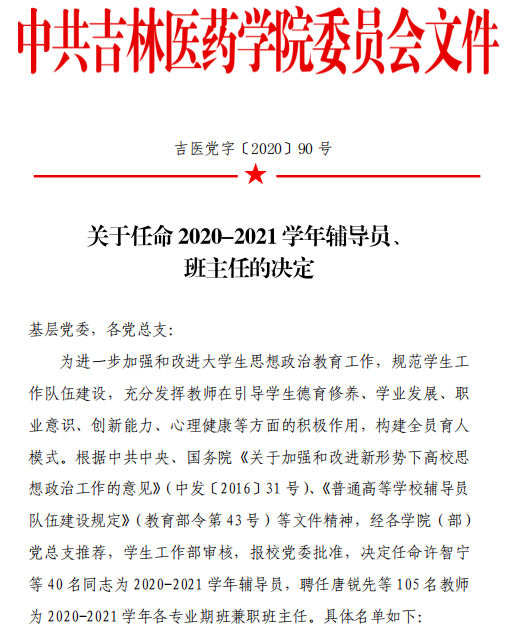 中共吉林医药学院委员会文件
吉医党字〔2020〕90 号
关于任命 2020-2021 学年辅导员、
班主任的决定
基层党委，各党总支：
为进一步加强和改进大学生思想政治教育工作，规范学生工
作队伍建设，充分发挥教师在引导学生德育修养、学业发展、职
业意识、创新能力、心理健康等方面的积极作用，构建全员育人
模式。根据中共中央、国务院《关于加强和改进新形势下高校思
想政治工作的意见》（中发〔2016〕31 号）、《普通高等学校辅导员
队伍建设规定》（教育部令第 43 号）等文件精神，经各学院（部）
党总支推荐，学生工作部审核，报校党委批准，决定任命许智宁
等 40 名同志为 2020-2021 学年辅导员，聘任唐锐先等 105 名教师
为 2020-2021 学年各专业期班兼职班主任。具体名单如下：